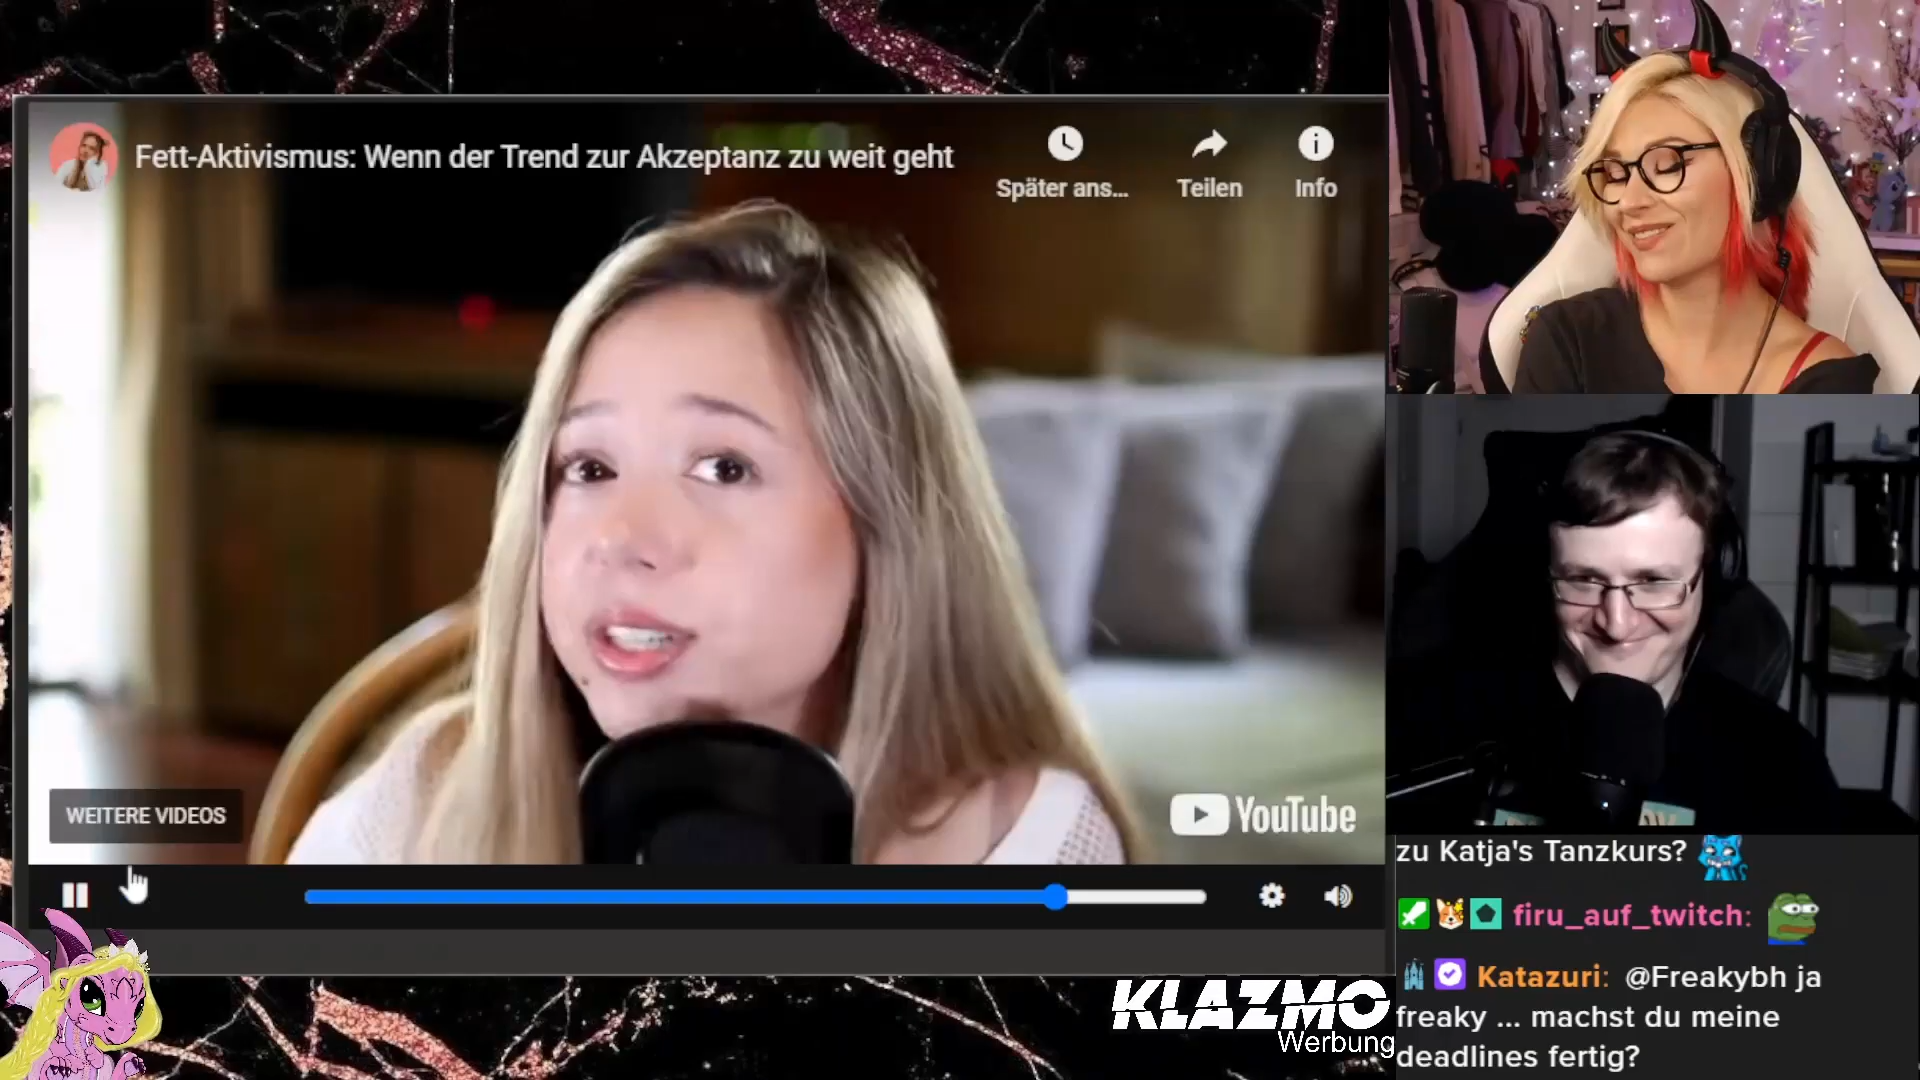 Fett-Aktivismus: Wenn der Trend zur Akzeptanz zu weit geht
Später ans...
Teilen
Info
WEITERE VIDEOS
YouTube
KLAZMO
Werbung
zu Katja's Tanzkurs?
firu_auf_twitch:
Katazuri: @Freakybh ja
freaky ... machst du meine
deadlines fertig?